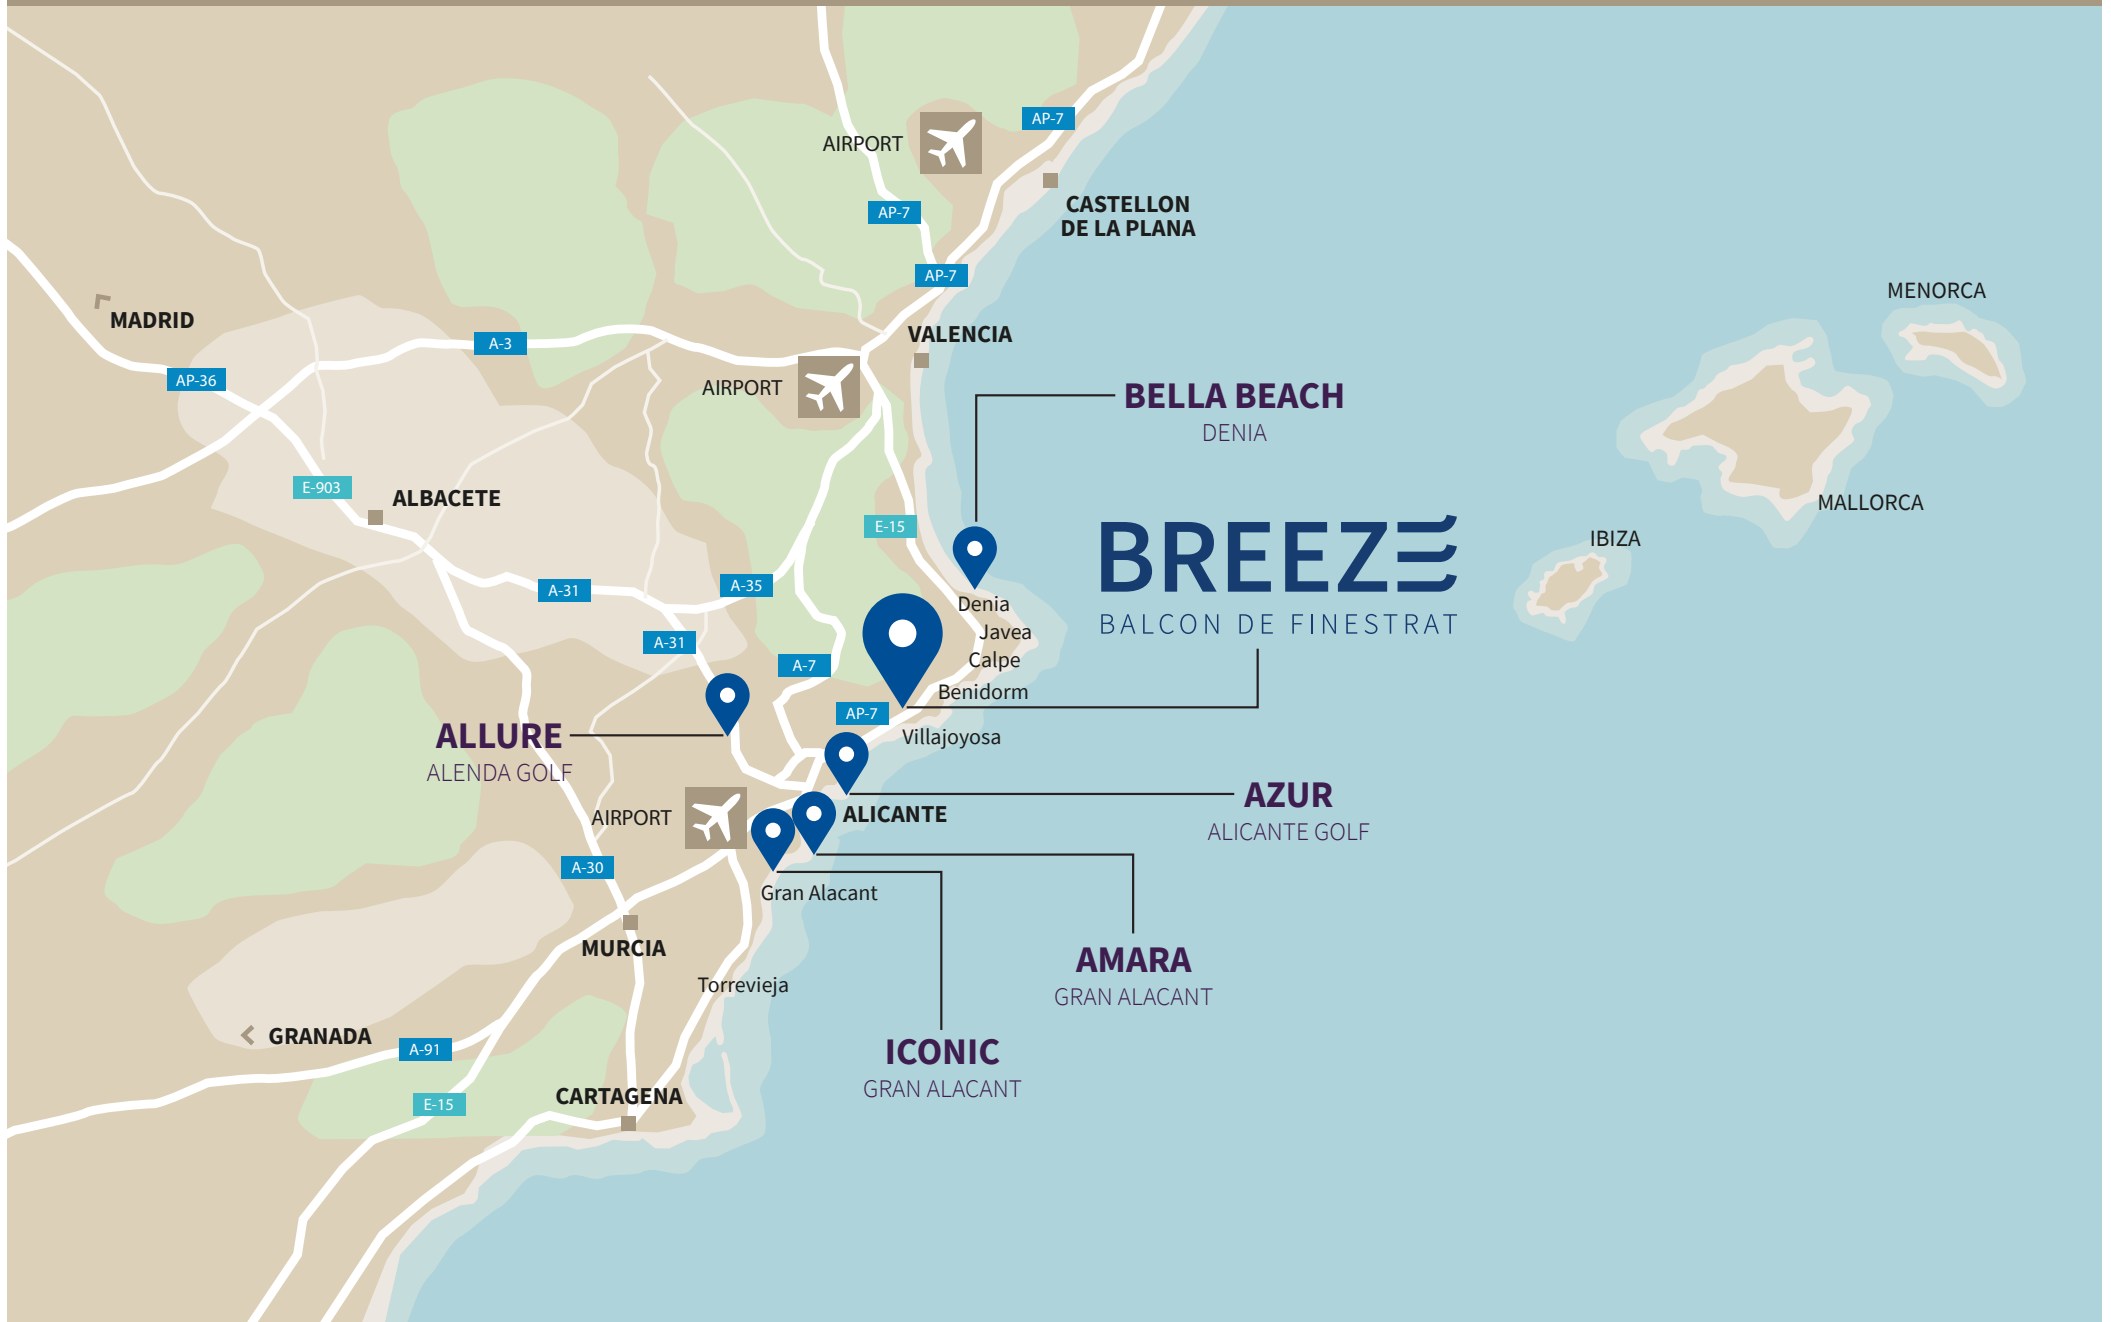 AP-7
AIRPORT
CASTELLON
DE LA PLANA
AP-7
AP-7
MENORCA
MADRID
VALENCIA
A-3
AP-36
AIRPORT
BELLA BEACH
DENIA
E-903
ALBACETE
MALLORCA
E-15
BREEZE
BALCON DE FINESTRAT
IBIZA
A-31
A-35
Denia
Javea
A-31
Calpe
A-7
Benidorm
AP-7
ALLURE
ALENDA GOLF
Villajoyosa
AZUR
ALICANTE GOLF
AIRPORT
ALICANTE
A-30
Gran Alacant
MURCIA
AMARA
GRAN ALACANT
Torrevieja
GRANADA
A-91
ICONIC
GRAN ALACANT
CARTAGENA
E-15